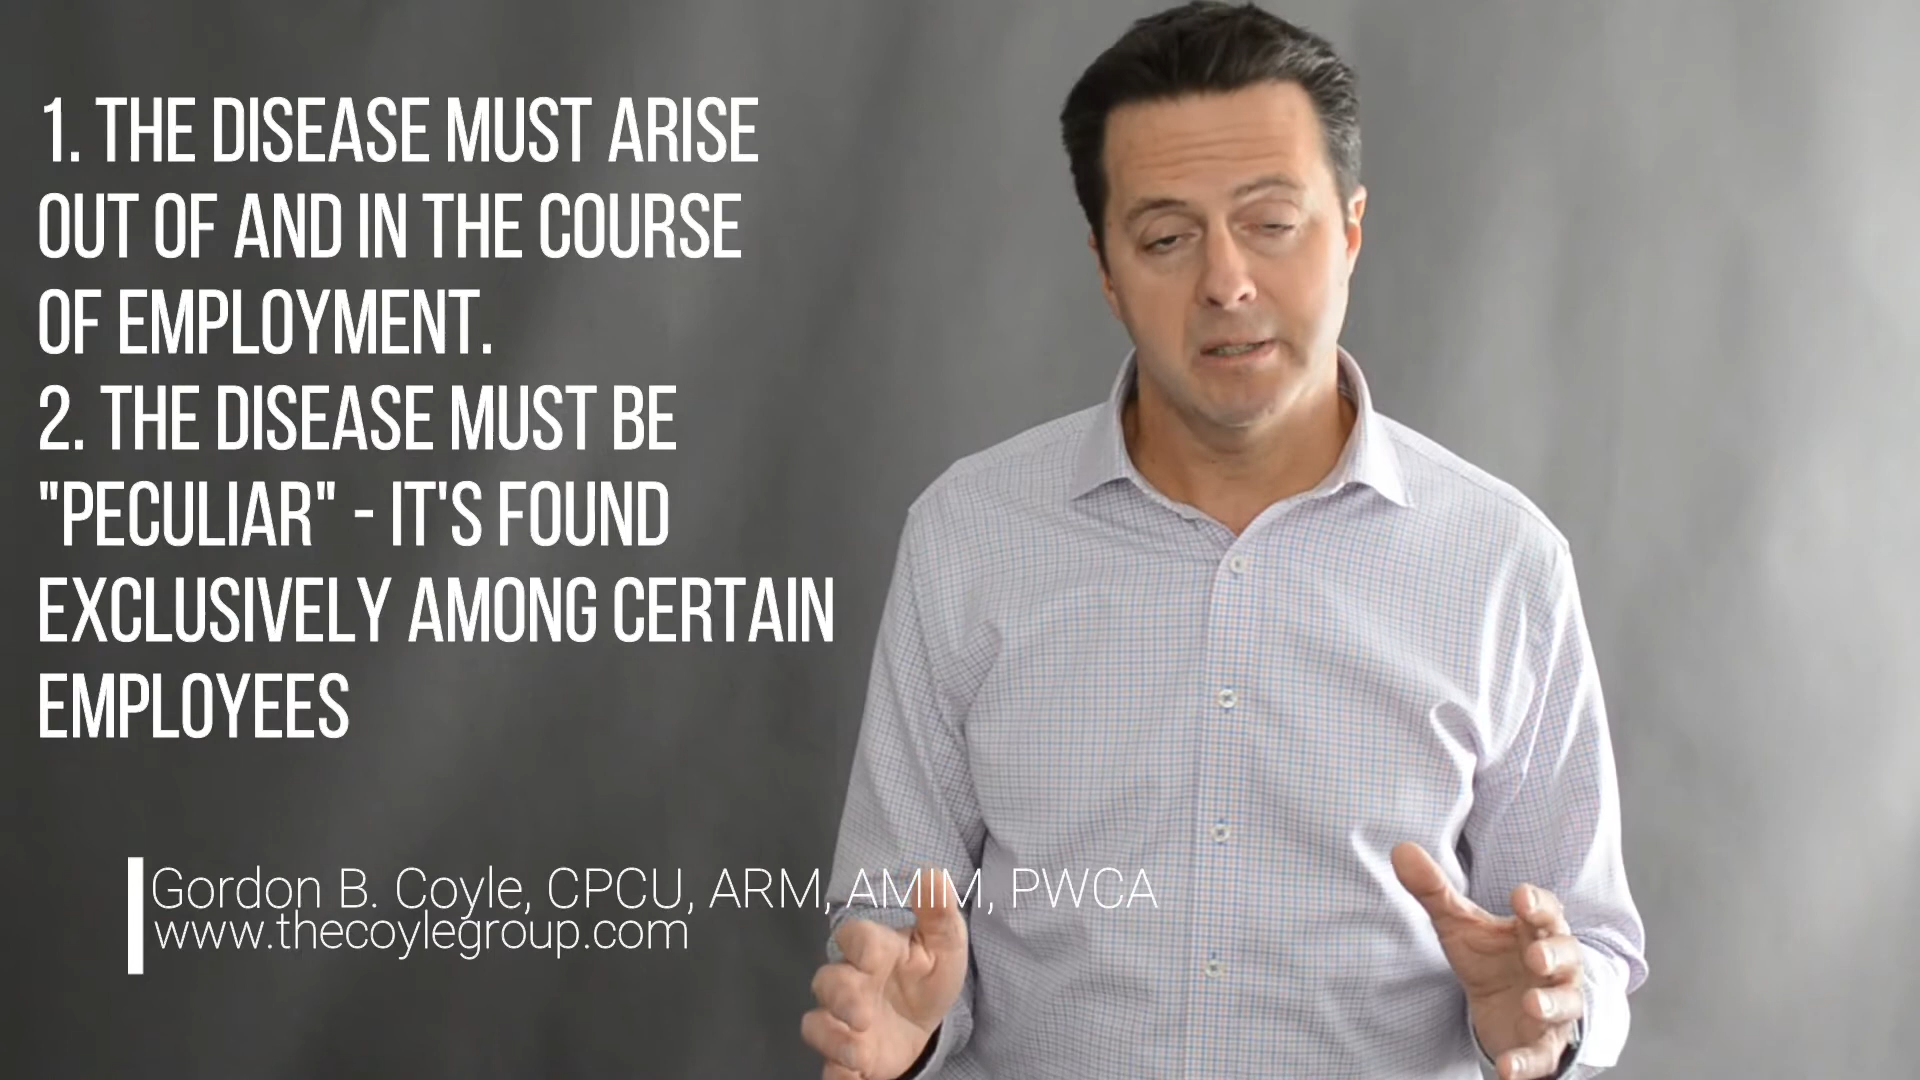 1. THE DISEASE MUST ARISE
OUT OF AND IN THE COURSE
OF EMPLOYMENT.
2. THE DISEASE MUST BE
"PECULIAR" - IT'S FOUND
EXCLUSIVELY AMONG CERTAIN
EMPLOYEES
Gordon B. Coyle, CPCU, ARM, AMIM, PWCA
www.thecoylegroup.com